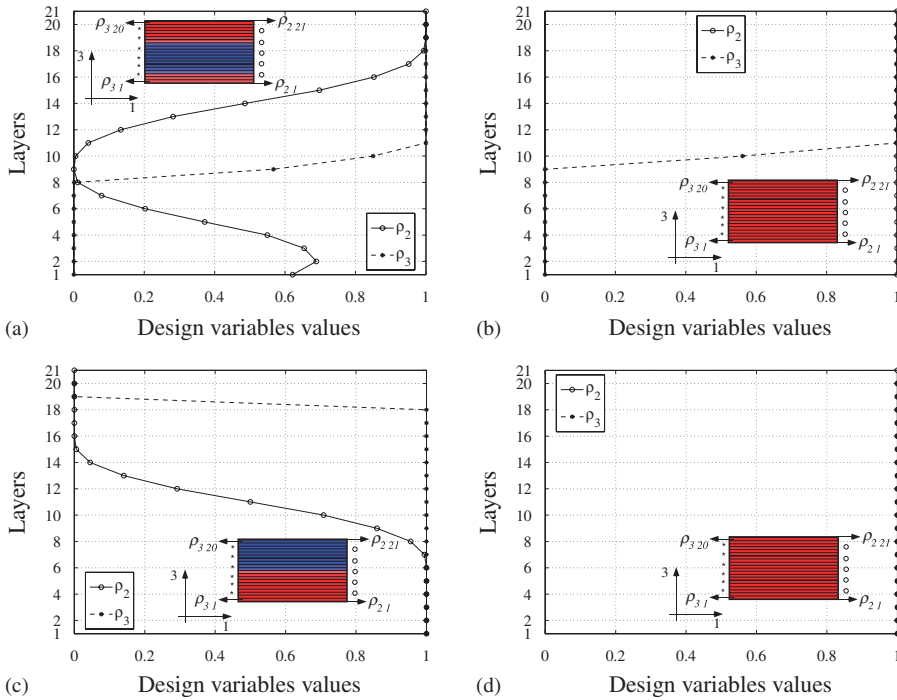 21
20
18
16
14
12
10
8
6
4
2
1
Layers
ρ3 20
ρ2 21
3
ρ3 1
1
ρ2 1
ρ2
ρ3
0 0.2 0.4 0.6 0.8 1
(a) Design variables values
21
20
18
16
14
12
10
8
6
4
2
1
Layers
ρ2
ρ3
ρ3 20
ρ2 21
3
ρ3 1
1
ρ2 1
0 0.2 0.4 0.6 0.8 1
(b) Design variables values
21
20
18
16
14
12
10
8
6
4
2
1
Layers
ρ3 20
ρ2 21
3
ρ3 1
1
ρ2 1
ρ2
ρ3
0 0.2 0.4 0.6 0.8 1
(c) Design variables values
21
20
18
16
14
12
10
8
6
4
2
1
Layers
ρ2
ρ3
ρ3 20
ρ2 21
3
ρ3 1
1
ρ2 1
0 0.2 0.4 0.6 0.8 1
(d) Design variables values